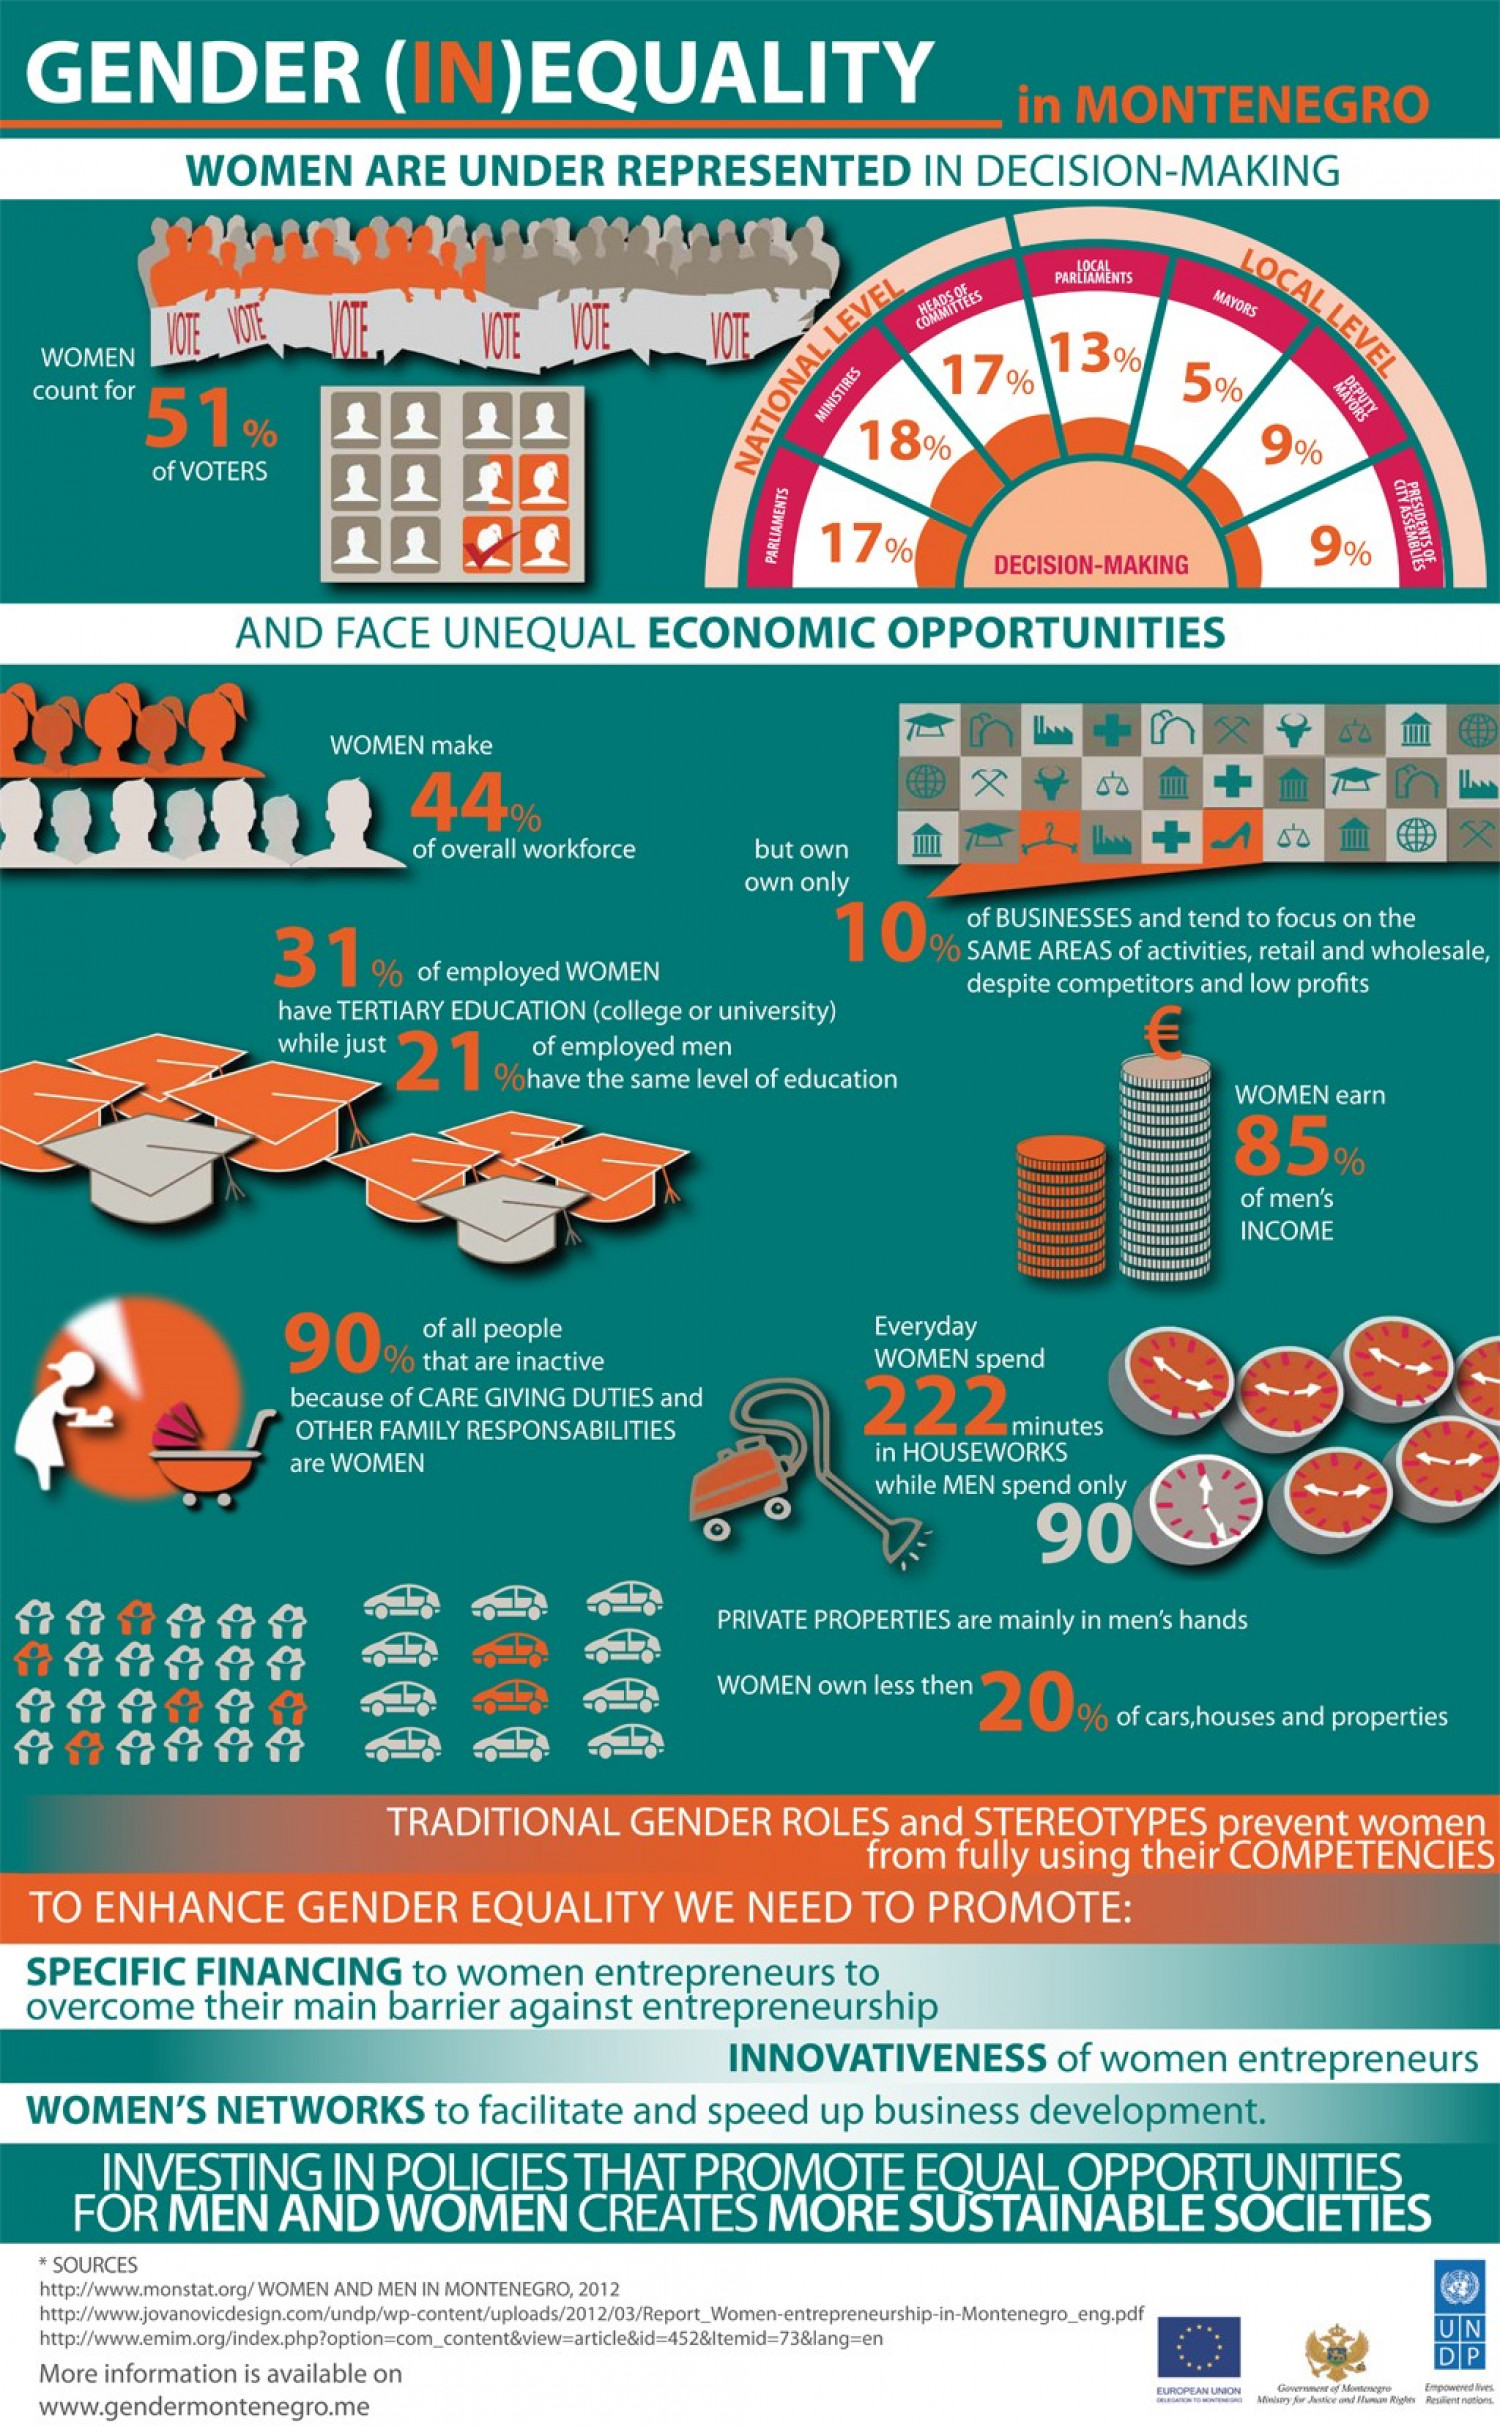 GENDER (IN)EQUALITY
in MONTENEGRO
WOMEN ARE UNDER REPRESENTED IN DECISION-MAKING
VOTE VOTE VOTE VOTE VOTE VOTE
WOMEN
count for
51%
of VOTERS
NATIONAL LEVEL
LOCAL LEVEL
PARLIAMENTS
17%
MINISTIRES
18%
HEADS OF
COMMITTEES
17%
LOCAL
PARLIAMENTS
13%
MAYORS
5%
DEPUTY
MAYORS
9%
PRESIDENTS OF
CITY ASSEMBLIES
9%
DECISION-MAKING
AND FACE UNEQUAL ECONOMIC OPPORTUNITIES
WOMEN make
44%
of overall workforce
but own
own only
10% of BUSINESSES and tend to focus on the
SAME AREAS of activities, retail and wholesale,
despite competitors and low profits
31% of employed WOMEN
have TERTIARY EDUCATION (college or university)
while just 21% of employed men
have the same level of education
€
WOMEN earn
85%
of men's
INCOME
90% of all people
that are inactive
because of CARE GIVING DUTIES and
OTHER FAMILY RESPONSABILITIES
are WOMEN
Everyday
WOMEN spend
222 minutes
in HOUSEWORKS
while MEN spend only
90
PRIVATE PROPERTIES are mainly in men's hands
WOMEN own less then 20% of cars,houses and properties
TRADITIONAL GENDER ROLES and STEREOTYPES prevent women
from fully using their COMPETENCIES
TO ENHANCE GENDER EQUALITY WE NEED TO PROMOTE:
SPECIFIC FINANCING to women entrepreneurs to
overcome their main barrier against entrepreneurship
INNOVATIVENESS of women entrepreneurs
WOMEN'S NETWORKS to facilitate and speed up business development.
INVESTING IN POLICIES THAT PROMOTE EQUAL OPPORTUNITIES
FOR MEN AND WOMEN CREATES MORE SUSTAINABLE SOCIETIES
* SOURCES
http://www.monstat.org/ WOMEN AND MEN IN MONTENEGRO, 2012
http://www.jovanovicdesign.com/undp/wp-content/uploads/2012/03/Report_Women-entrepreneurship-in-Montenegro_eng.pdf
http://www.emim.org/index.php?option=com_content&view=article&id=452&Itemid=73&lang=en
More information is available on
www.gendermontenegro.me
EUROPEAN UNION
DELEGATION TO MONTENEGRO
Government of Montenegro
Ministry for Justice and Human Rights
UN
DP
Empowered lives.
Resilient nations.